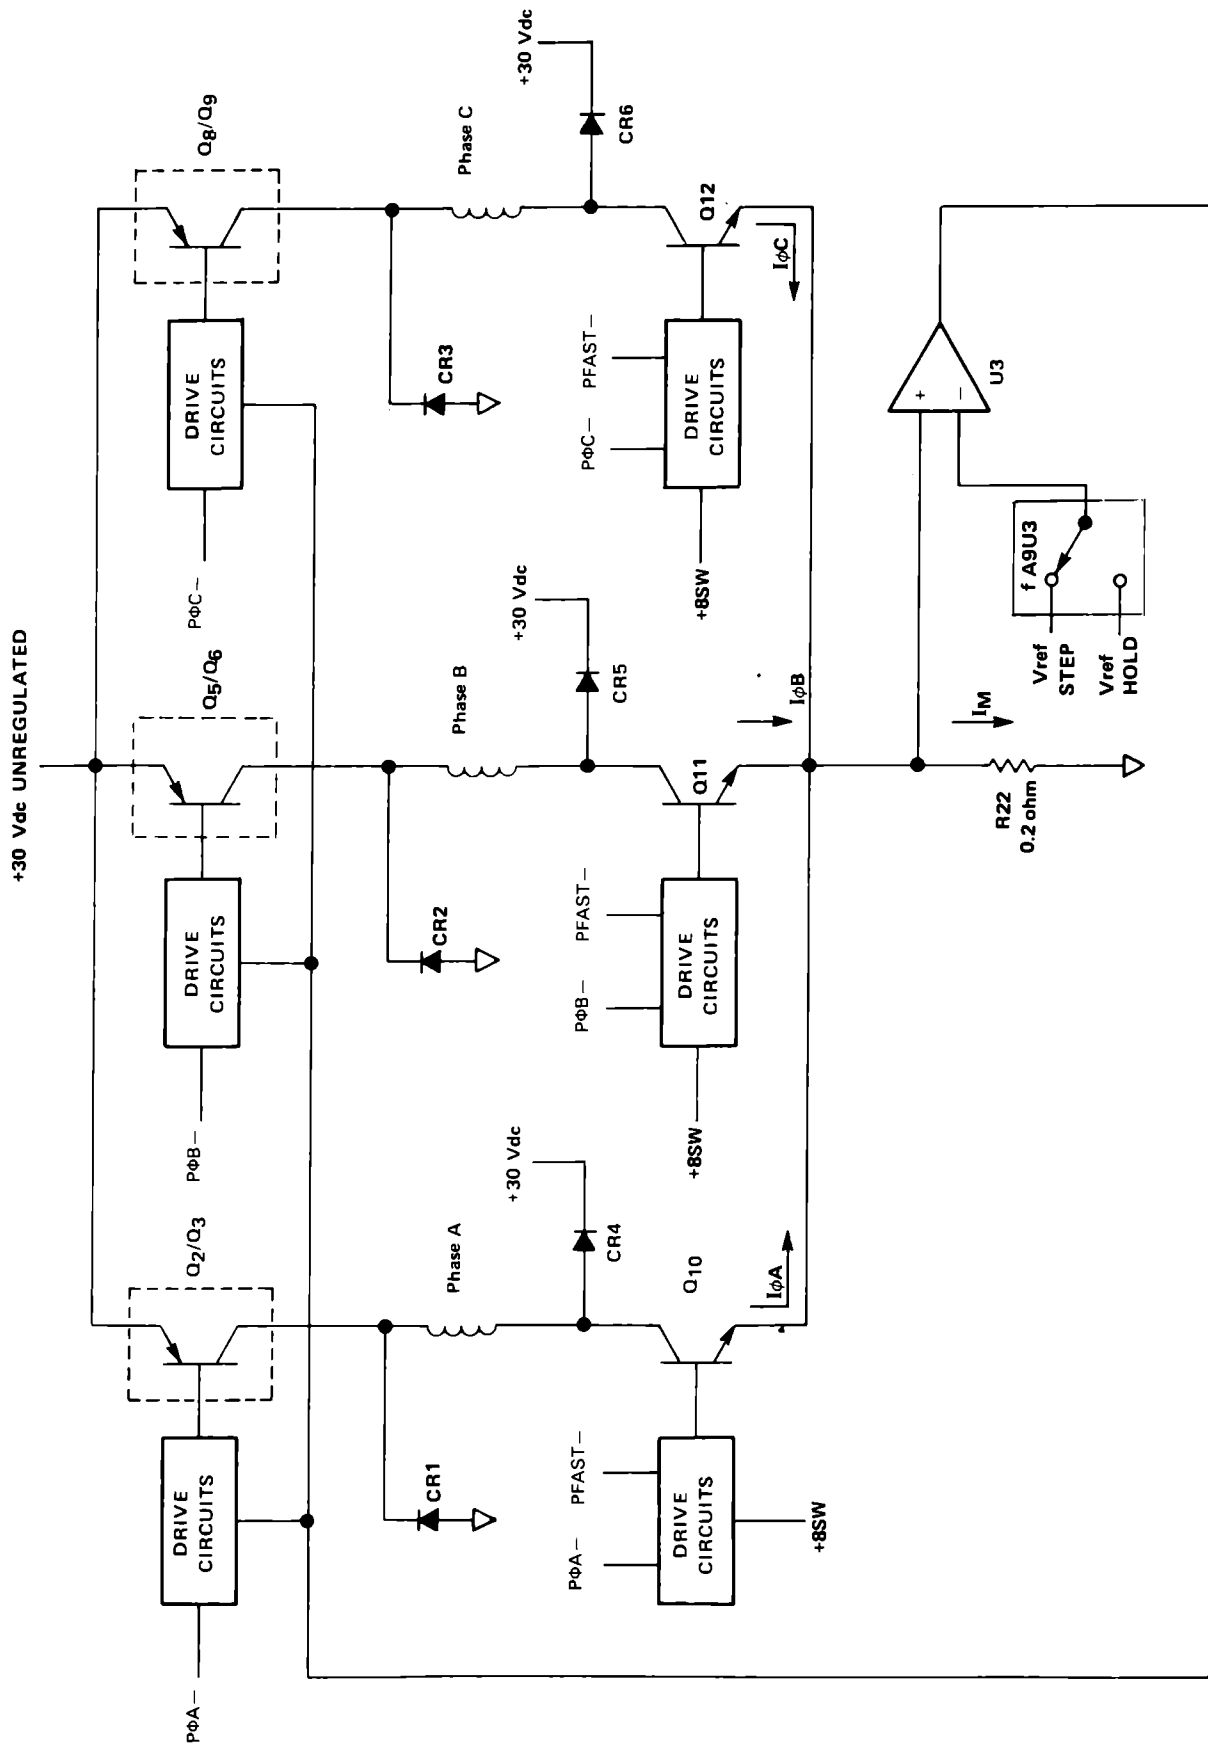 +30 Vdc UNREGULATED
Q2/Q3
Q5/Q6
Q8/Q9
DRIVE
CIRCUITS
DRIVE
CIRCUITS
DRIVE
CIRCUITS
PΦA–
PΦB–
PΦC–
CR1
CR2
CR3
Phase A
Phase B
Phase C
+30 Vdc
+30 Vdc
+30 Vdc
CR4
CR5
CR6
PΦA–
PFAST–
PΦB–
PFAST–
PΦC–
PFAST–
DRIVE
CIRCUITS
DRIVE
CIRCUITS
DRIVE
CIRCUITS
+8SW
+8SW
+8SW
Q10
Q11
Q12
IΦA
IΦB
IΦC
IM
R22
0.2 ohm
+
–
U3
f A9U3
Vref
STEP
Vref
HOLD